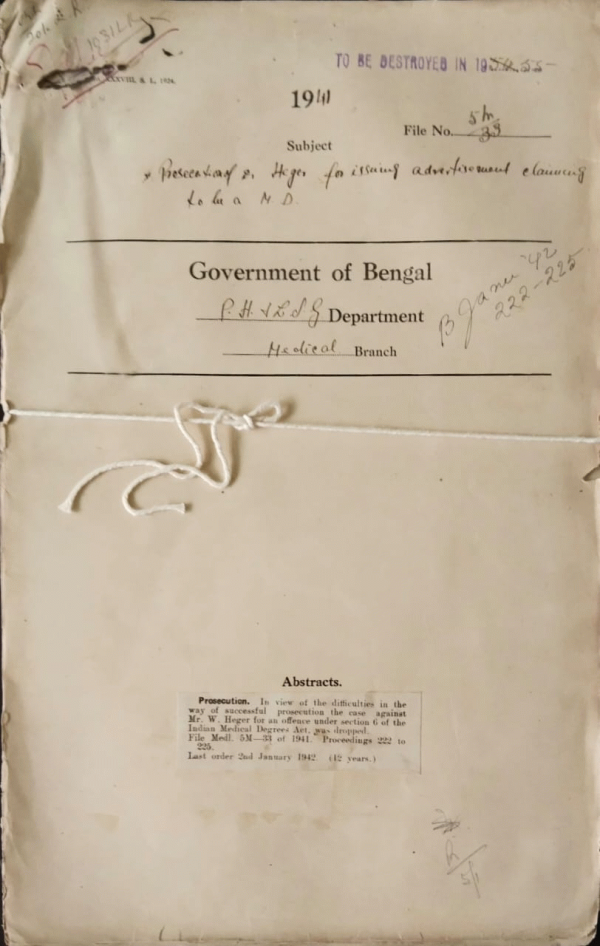 TO BE DESTROYED IN 19
1941
File No. 5M/33
Subject
Prosecution of Heger for issuing advertisement claiming
to be a M D.
Government of Bengal
P. H. & L S G Department
Medical Branch
B Janu '42
222-225
Abstracts.
Prosecution. In view of the difficulties in the
way of successful prosecution the case against
Mr. W. Heger for an offence under section 6 of the
Indian Medical Degrees Act, was dropped.
File Medl. 5M—33 of 1941. Proceedings 222 to
225.
Last order 2nd January 1942 (12 years.)